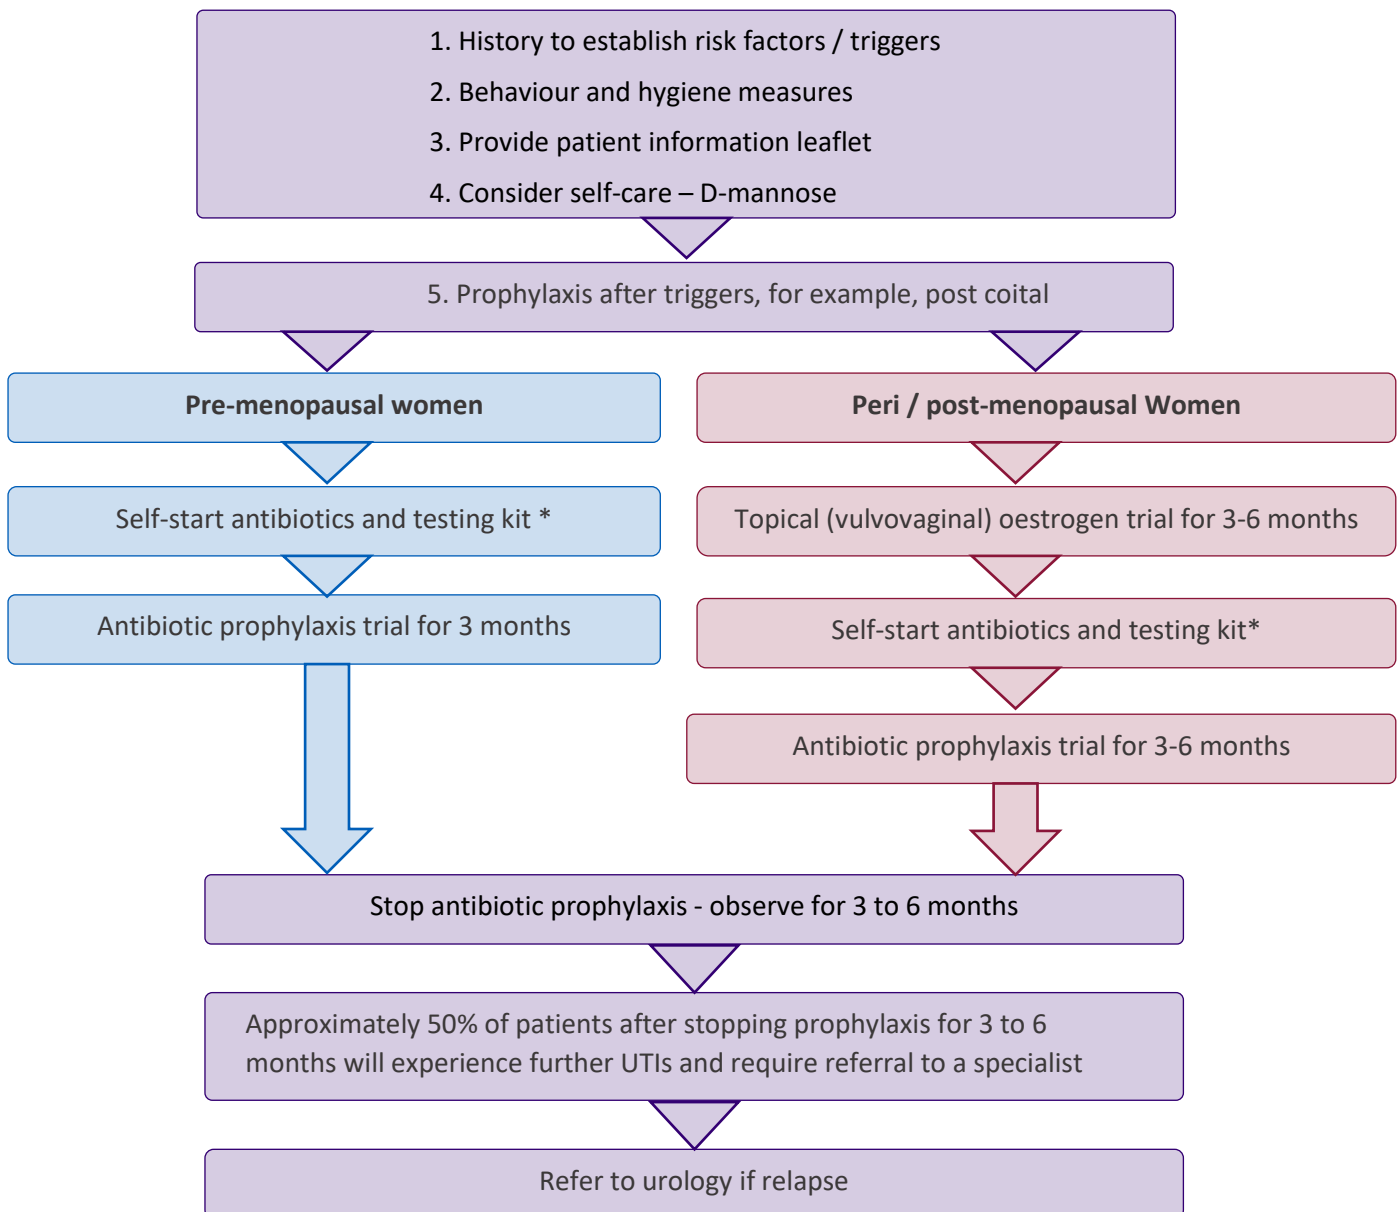 1. History to establish risk factors / triggers
2. Behaviour and hygiene measures
3. Provide patient information leaflet
4. Consider self-care – D-mannose
5. Prophylaxis after triggers, for example, post coital
Pre-menopausal women
Self-start antibiotics and testing kit *
Antibiotic prophylaxis trial for 3 months
Peri / post-menopausal Women
Topical (vulvovaginal) oestrogen trial for 3-6 months
Self-start antibiotics and testing kit*
Antibiotic prophylaxis trial for 3-6 months
Stop antibiotic prophylaxis - observe for 3 to 6 months
Approximately 50% of patients after stopping prophylaxis for 3 to 6
months will experience further UTIs and require referral to a specialist
Refer to urology if relapse